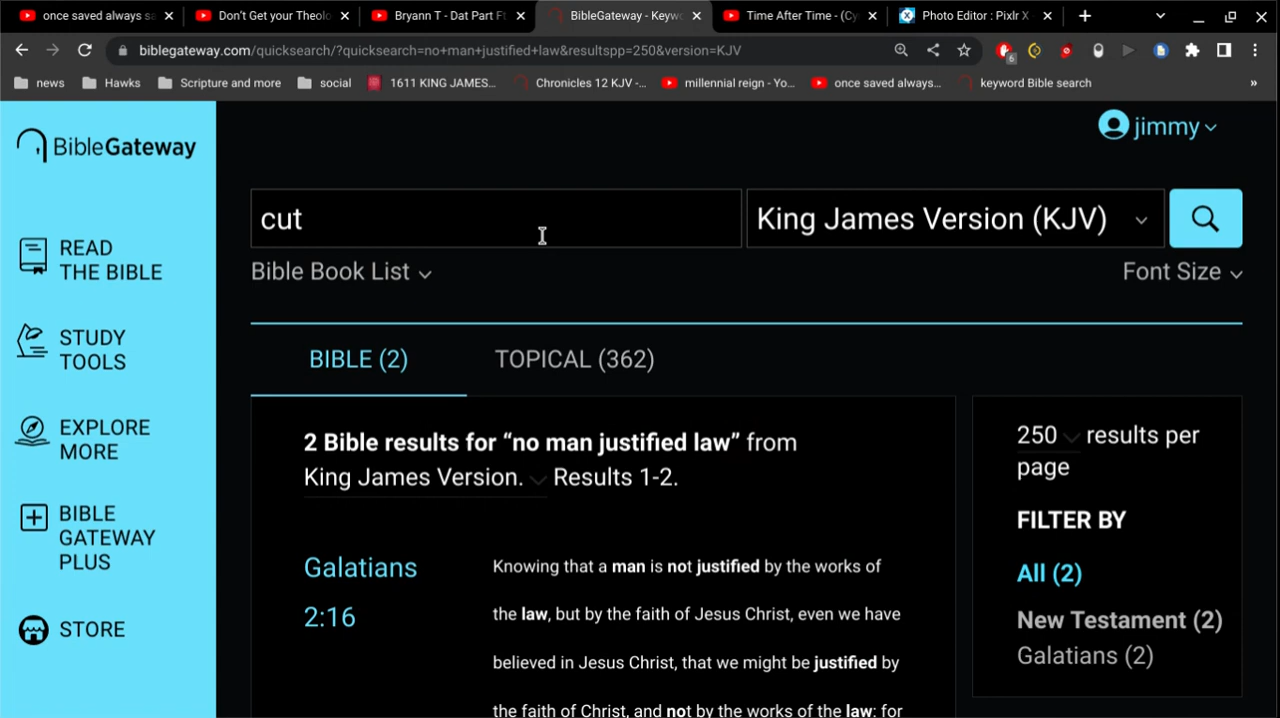 once saved always sa
Don't Get your Theolo
Bryann T - Dat Part Ft
BibleGateway - Keywo
Time After Time - (Cy
Photo Editor : Pixlr X
biblegateway.com/quicksearch/?quicksearch=no+man+justified+law&resultspp=250&version=KJV
6
news
Hawks
Scripture and more
social
1611 KING JAMES...
Chronicles 12 KJV -...
millennial reign - Yo...
once saved always...
keyword Bible search
»
BibleGateway
jimmy
cut
King James Version (KJV)
READ
THE BIBLE
Bible Book List
Font Size
STUDY
TOOLS
BIBLE (2)
TOPICAL (362)
EXPLORE
MORE
2 Bible results for “no man justified law” from
King James Version. Results 1-2.
250 results per
page
BIBLE
GATEWAY
PLUS
FILTER BY
Galatians
2:16
Knowing that a man is not justified by the works of
the law, but by the faith of Jesus Christ, even we have
believed in Jesus Christ, that we might be justified by
the faith of Christ, and not by the works of the law: for
All (2)
New Testament (2)
Galatians (2)
STORE